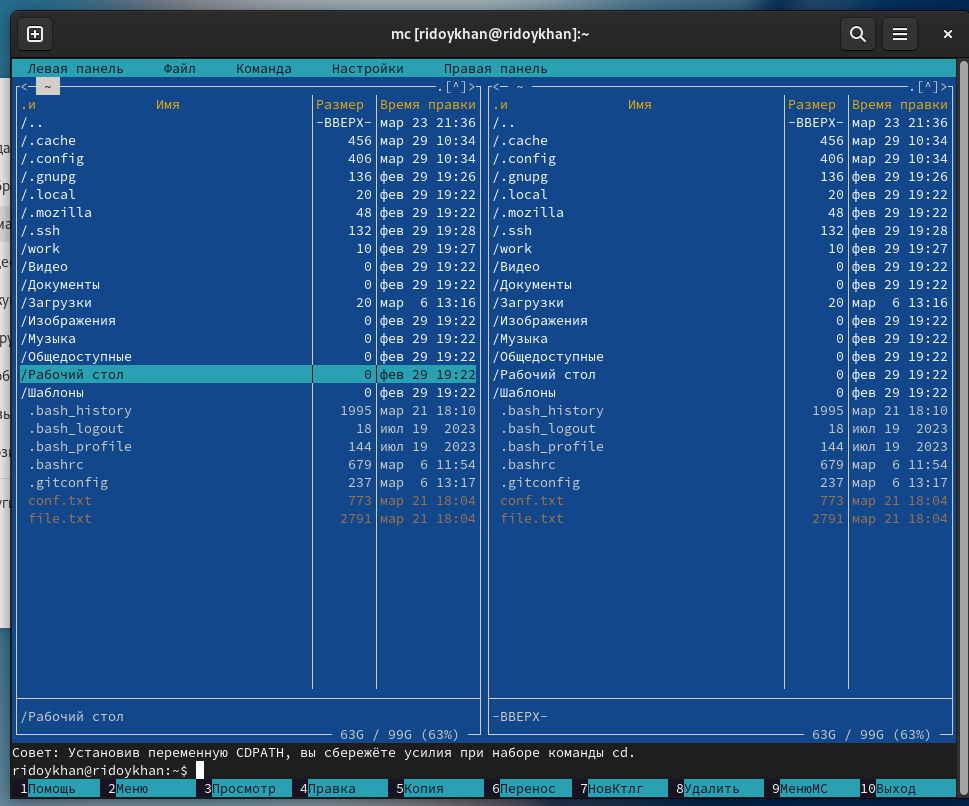 mc [ridoykhan@ridoykhan]:~
Левая панель Файл Команда Настройки Правая панель
<─ ~ .[^]> <─ ~ .[^]>
.и Имя Размер Время правки .и Имя Размер Время правки
/.. -ВВЕРХ- мар 23 21:36 /.. -ВВЕРХ- мар 23 21:36
/.cache 456 мар 29 10:34 /.cache 456 мар 29 10:34
/.config 406 мар 29 10:34 /.config 406 мар 29 10:34
/.gnupg 136 фев 29 19:26 /.gnupg 136 фев 29 19:26
/.local 20 фев 29 19:22 /.local 20 фев 29 19:22
/.mozilla 48 фев 29 19:22 /.mozilla 48 фев 29 19:22
/.ssh 132 фев 29 19:28 /.ssh 132 фев 29 19:28
/work 10 фев 29 19:27 /work 10 фев 29 19:27
/Видео 0 фев 29 19:22 /Видео 0 фев 29 19:22
/Документы 0 фев 29 19:22 /Документы 0 фев 29 19:22
/Загрузки 20 мар 6 13:16 /Загрузки 20 мар 6 13:16
/Изображения 0 фев 29 19:22 /Изображения 0 фев 29 19:22
/Музыка 0 фев 29 19:22 /Музыка 0 фев 29 19:22
/Общедоступные 0 фев 29 19:22 /Общедоступные 0 фев 29 19:22
/Рабочий стол 0 фев 29 19:22 /Рабочий стол 0 фев 29 19:22
/Шаблоны 0 фев 29 19:22 /Шаблоны 0 фев 29 19:22
.bash_history 1995 мар 21 18:10 .bash_history 1995 мар 21 18:10
.bash_logout 18 июл 19 2023 .bash_logout 18 июл 19 2023
.bash_profile 144 июл 19 2023 .bash_profile 144 июл 19 2023
.bashrc 679 мар 6 11:54 .bashrc 679 мар 6 11:54
.gitconfig 237 мар 6 13:17 .gitconfig 237 мар 6 13:17
conf.txt 773 мар 21 18:04 conf.txt 773 мар 21 18:04
file.txt 2791 мар 21 18:04 file.txt 2791 мар 21 18:04
/Рабочий стол -ВВЕРХ-
63G / 99G (63%) 63G / 99G (63%)
Совет: Установив переменную CDPATH, вы сбережёте усилия при наборе команды cd.
ridoykhan@ridoykhan:~$
1Помощь 2Меню 3Просмотр 4Правка 5Копия 6Перенос 7НовКтлг 8Удалить 9МенюМС 10Выход